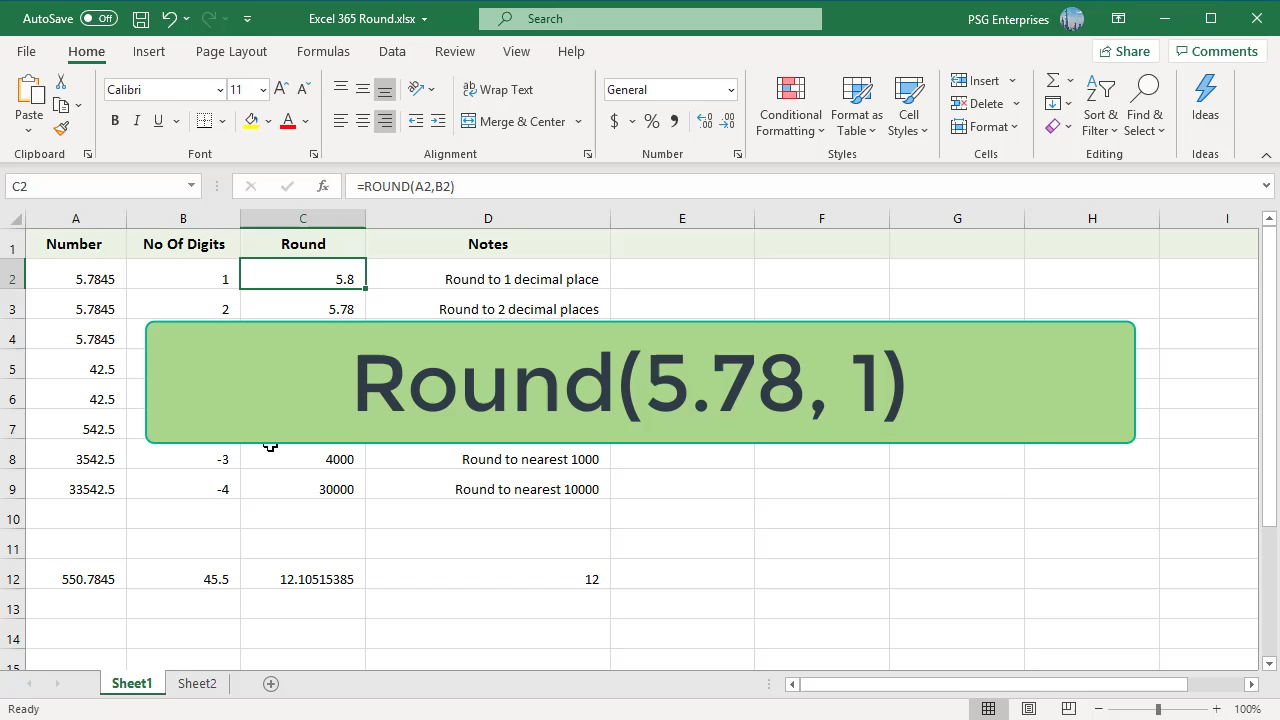 AutoSave Off Excel 365 Round.xlsx Search PSG Enterprises
File Home Insert Page Layout Formulas Data Review View Help Share Comments
Paste Calibri 11 A A Wrap Text General Insert
B I U A Merge & Center $ % Conditional Formatting Format as Table Cell Styles Delete Format Σ Sort & Filter Find & Select Ideas
Clipboard Font Alignment Number Styles Cells Editing Ideas
C2 fx =ROUND(A2,B2)
A B C D E F G H I
1 Number No Of Digits Round Notes
2 5.7845 1 5.8 Round to 1 decimal place
3 5.7845 2 5.78 Round to 2 decimal places
4 5.7845
5 42.5
Round(5.78, 1)
6 42.5
7 542.5
8 3542.5 -3 4000 Round to nearest 1000
9 33542.5 -4 30000 Round to nearest 10000
10
11
12 550.7845 45.5 12.10515385 12
13
14
15
Sheet1 Sheet2
Ready 100%